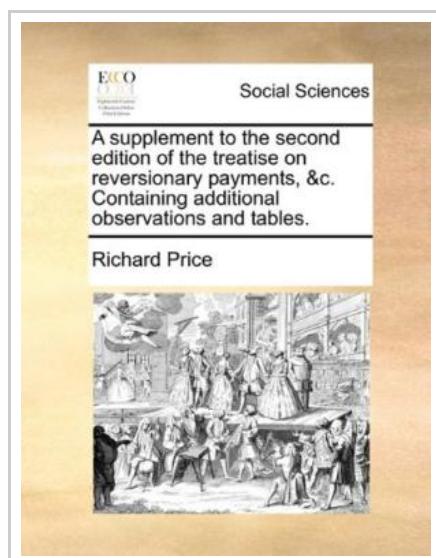 ECCO
Social Sciences
A supplement to the second
edition of the treatise on
reversionary payments, &c.
Containing additional
observations and tables.
Richard Price